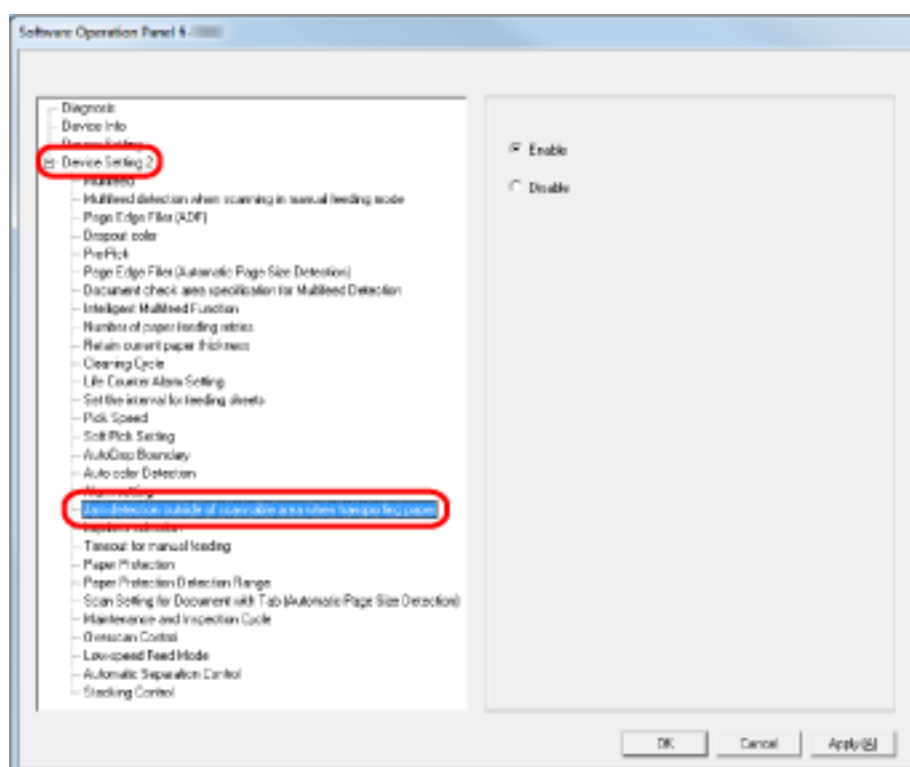 Software Operation Panel fi-
Diagnosis
Device Info
Device Setting
Device Setting 2
Multifeed
Multifeed detection when scanning in manual feeding mode
Page Edge Filler (ADF)
Dropout color
PrePick
Page Edge Filler (Automatic Page Size Detection)
Document check area specification for Multifeed Detection
Intelligent Multifeed Function
Number of paper feeding retries
Retain current paper thickness
Cleaning Cycle
Life Counter Alarm Setting
Set the interval for feeding sheets
Pick Speed
Soft Pick Setting
AutoCrop Boundary
Auto color Detection
Jam detection outside of scannable area when transporting paper
Timeout for manual feeding
Paper Protection
Paper Protection Detection Range
Scan Setting for Document with Tab (Automatic Page Size Detection)
Maintenance and Inspection Cycle
Overscan Control
Low-speed Feed Mode
Automatic Separation Control
Stacking Control
Enable
Disable
OK
Cancel
Apply(A)